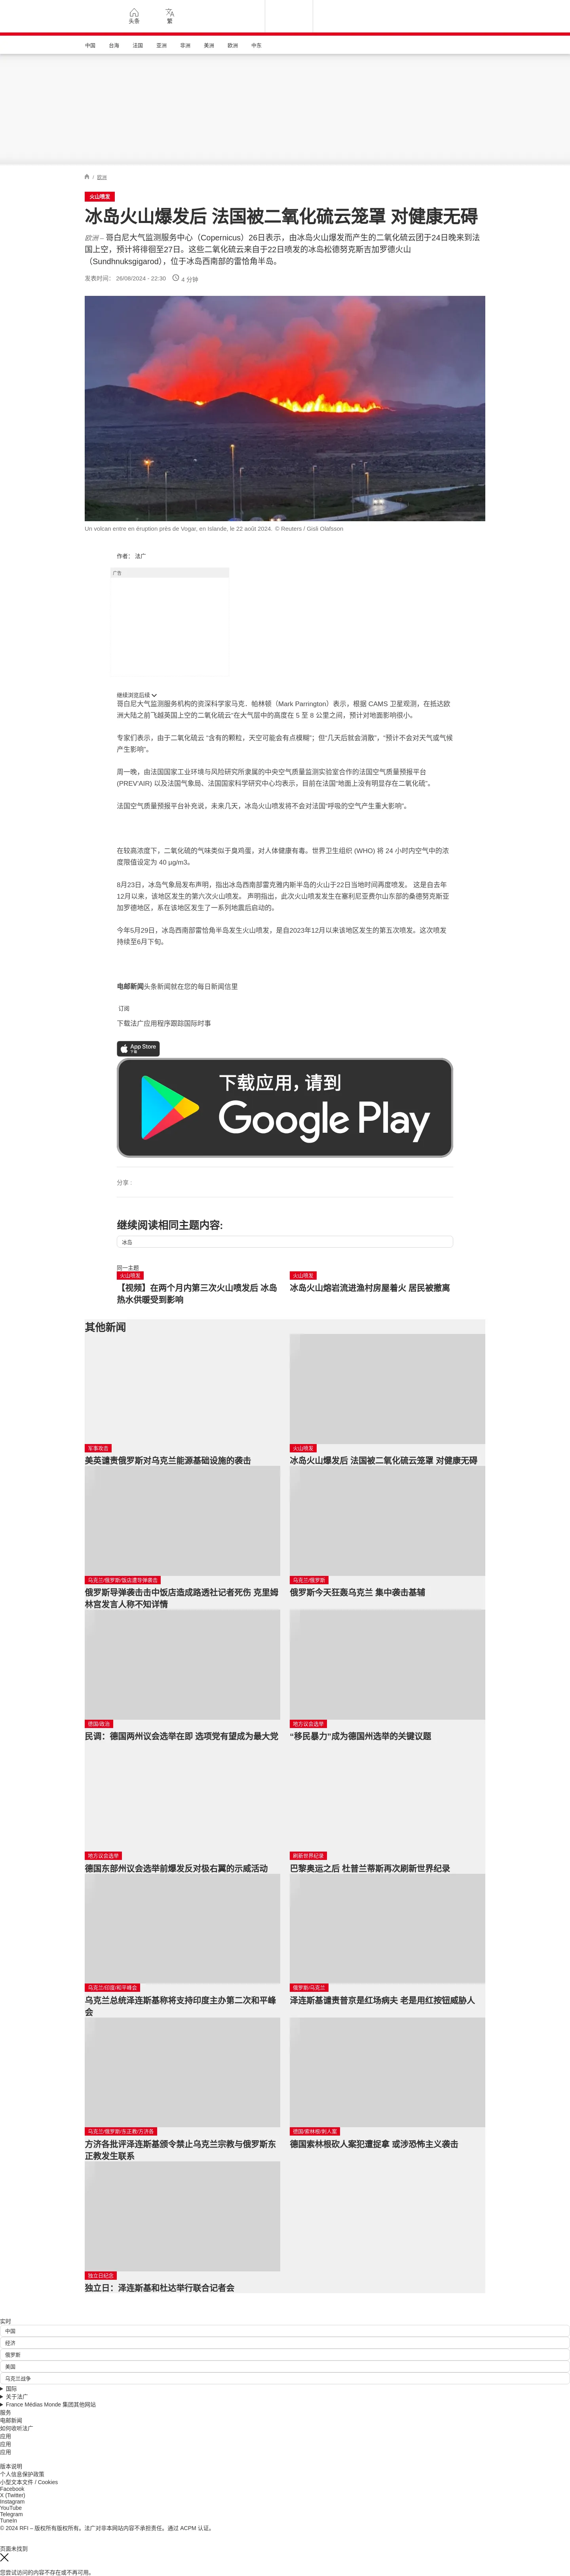 头条
繁
中国 台海 法国 亚洲 非洲 美洲 欧洲 中东
/ 欧洲
火山喷发
冰岛火山爆发后 法国被二氧化硫云笼罩 对健康无碍
欧洲 – 哥白尼大气监测服务中心（Copernicus）26日表示，由冰岛火山爆发而产生的二氧化硫云团于24日晚来到法
国上空，预计将徘徊至27日。这些二氧化硫云来自于22日喷发的冰岛松德努克斯吉加罗德火山
（Sundhnuksgigarod），位于冰岛西南部的雷恰角半岛。
发表时间： 26/08/2024 - 22:30 4 分钟
Un volcan entre en éruption près de Vogar, en Islande, le 22 août 2024. © Reuters / Gisli Olafsson
作者： 法广
广告
继续浏览后续
哥白尼大气监测服务机构的资深科学家马克．帕林顿（Mark Parrington）表示，根据 CAMS 卫星观测，在抵达欧
洲大陆之前飞越英国上空的二氧化硫云“在大气层中的高度在 5 至 8 公里之间，预计对地面影响很小。
专家们表示，由于二氧化硫云 “含有的颗粒，天空可能会有点模糊”；但“几天后就会消散”，“预计不会对天气或气候
产生影响”。
周一晚，由法国国家工业环境与风险研究所隶属的中央空气质量监测实验室合作的法国空气质量预报平台
(PREV'AIR) 以及法国气象局、法国国家科学研究中心均表示，目前在法国“地面上没有明显存在二氧化硫”。
法国空气质量预报平台补充说，未来几天，冰岛火山喷发将不会对法国“呼吸的空气产生重大影响”。
在较高浓度下，二氧化硫的气味类似于臭鸡蛋，对人体健康有毒。世界卫生组织 (WHO) 将 24 小时内空气中的浓
度限值设定为 40 μg/m3。
8月23日，冰岛气象局发布声明，指出冰岛西南部雷克雅内斯半岛的火山于22日当地时间再度喷发。 这是自去年
12月以来，该地区发生的第六次火山喷发。 声明指出，此次火山喷发发生在塞利尼亚费尔山东部的桑德努克斯亚
加罗德地区，系在该地区发生了一系列地震后启动的。
今年5月29日，冰岛西南部雷恰角半岛发生火山喷发，是自2023年12月以来该地区发生的第五次喷发。这次喷发
持续至6月下旬。
电邮新闻头条新闻就在您的每日新闻信里
订阅
下载法广应用程序跟踪国际时事
App Store
下载
下载应用，请到
Google Play
分享 :
继续阅读相同主题内容:
冰岛
同一主题
火山喷发
【视频】在两个月内第三次火山喷发后 冰岛
热水供暖受到影响
火山喷发
冰岛火山熔岩流进渔村房屋着火 居民被撤离
其他新闻
军事攻击
美英谴责俄罗斯对乌克兰能源基础设施的袭击
火山喷发
冰岛火山爆发后 法国被二氧化硫云笼罩 对健康无碍
乌克兰/俄罗斯/饭店遭导弹袭击
俄罗斯导弹袭击击中饭店造成路透社记者死伤 克里姆
林宫发言人称不知详情
乌克兰/俄罗斯
俄罗斯今天狂轰乌克兰 集中袭击基辅
德国/政治
民调：德国两州议会选举在即 选项党有望成为最大党
地方议会选举
“移民暴力”成为德国州选举的关键议题
地方议会选举
德国东部州议会选举前爆发反对极右翼的示威活动
刷新世界纪录
巴黎奥运之后 杜普兰蒂斯再次刷新世界纪录
乌克兰/印度/和平峰会
乌克兰总统泽连斯基称将支持印度主办第二次和平峰
会
俄罗斯/乌克兰
泽连斯基谴责普京是红场病夫 老是用红按钮威胁人
乌克兰/俄罗斯/东正教/方济各
方济各批评泽连斯基颁令禁止乌克兰宗教与俄罗斯东
正教发生联系
德国/索林根/刺人案
德国索林根砍人案犯遭捉拿 或涉恐怖主义袭击
独立日纪念
独立日：泽连斯基和杜达举行联合记者会
实时
中国
经济
俄罗斯
美国
乌克兰战争
国际
关于法广
France Médias Monde 集团其他网站
服务
电邮新闻
如何收听法广
应用
应用
应用
版本说明
个人信息保护政策
小型文本文件 / Cookies
Facebook
X (Twitter)
Instagram
YouTube
Telegram
TuneIn
© 2024 RFI – 版权所有版权所有。法广对非本网站内容不承担责任。通过 ACPM 认证。
页面未找到
您尝试访问的内容不存在或不再可用。